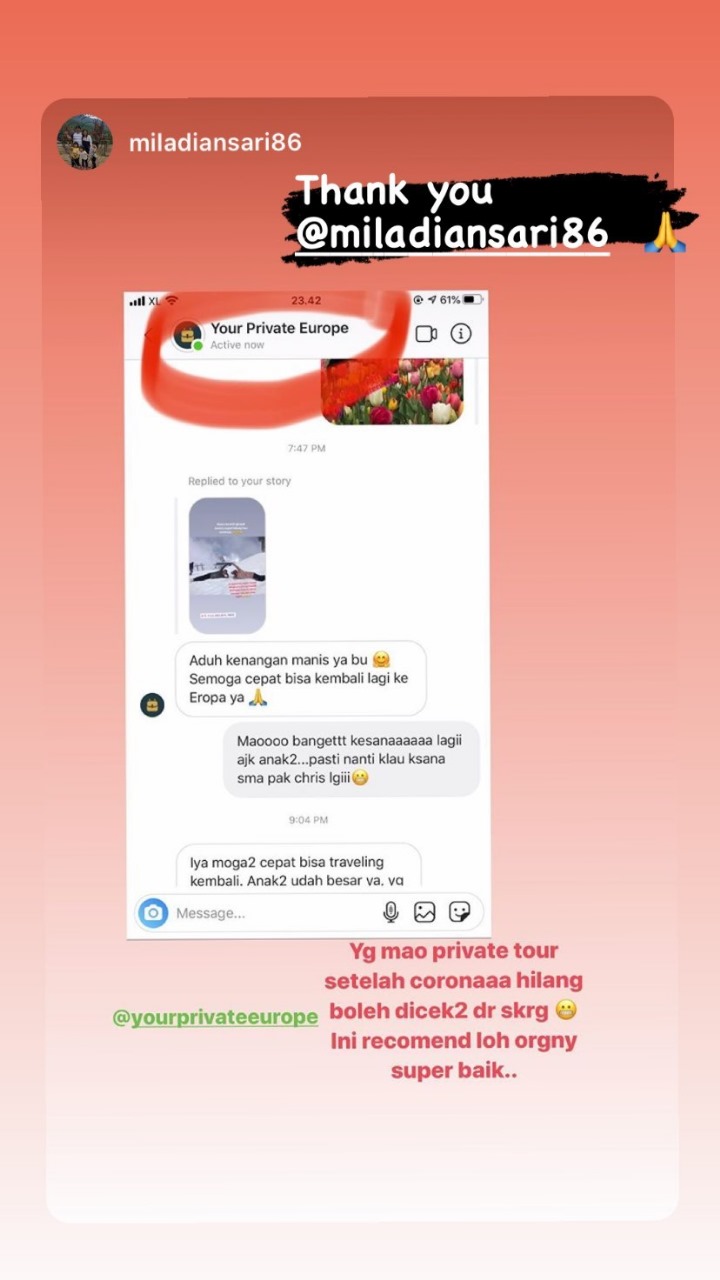 miladiansari86
Thank you
@miladiansari86 🙏
XL 23.42 61%
Your Private Europe
Active now
7:47 PM
Replied to your story
Aduh kenangan manis ya bu 🤗
Semoga cepat bisa kembali lagi ke
Eropa ya 🙏
Maoooo bangettt kesanaaaaaa lagii
ajk anak2...pasti nanti klau ksana
sma pak chris lgiii😬
9:04 PM
Iya moga2 cepat bisa traveling
kembali. Anak2 udah besar ya, yg
Message...
Yg mao private tour
setelah coronaaa hilang
@yourprivateeurope boleh dicek2 dr skrg 😬
Ini recomend loh orgny
super baik..